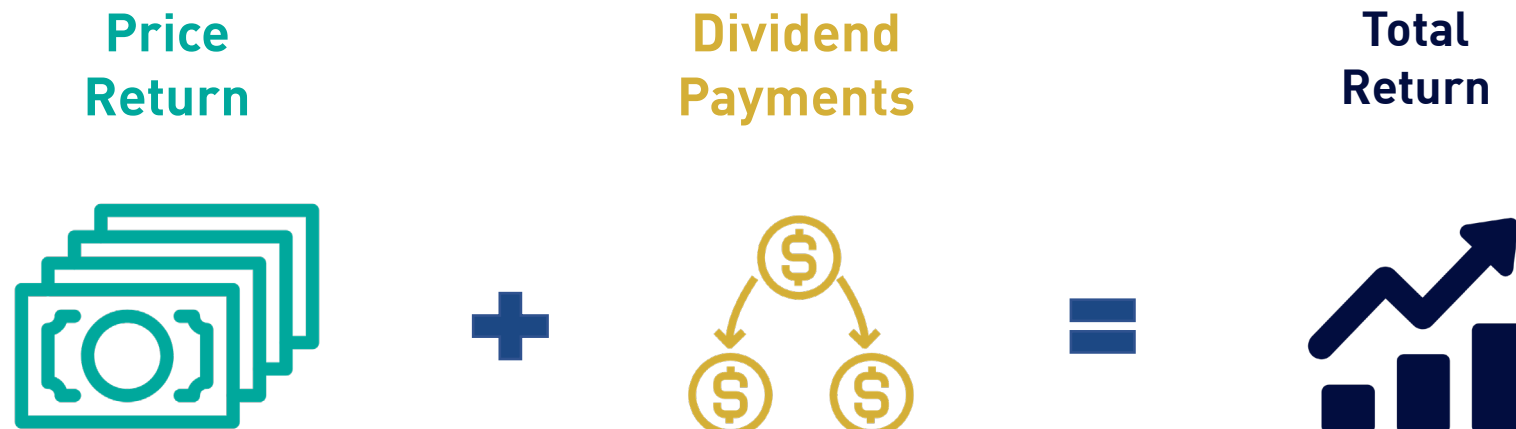 Price
Return
Dividend
Payments
Total
Return
$
$
$